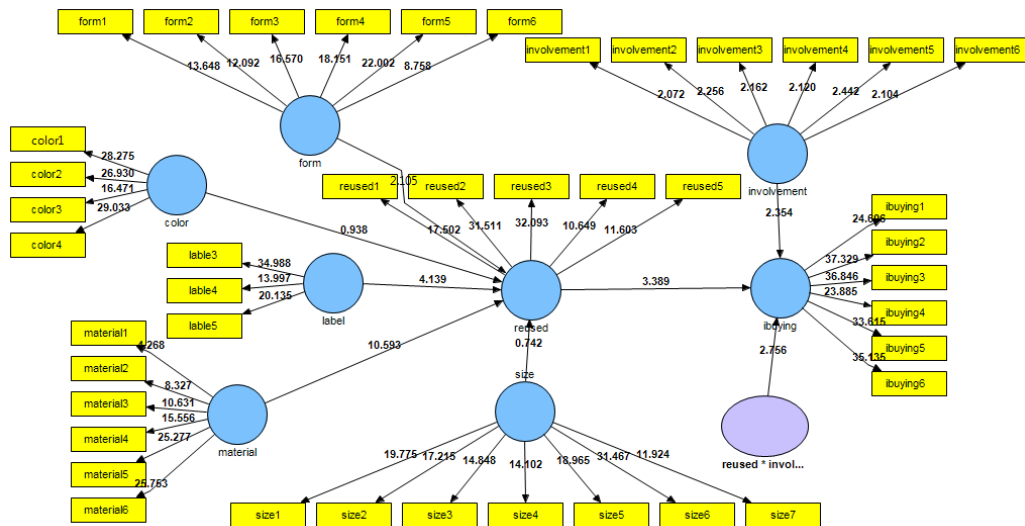 form1 form2 form3 form4 form5 form6
13.648 12.092 16.570 18.151 22.002 8.758
form
involvement1 involvement2 involvement3 involvement4 involvement5 involvement6
2.072 2.256 2.162 2.120 2.442 2.104
involvement
color1
color2
color3
color4
28.275
26.930
16.471
29.033
color
2.105
reused1 reused2 reused3 reused4 reused5
17.502 31.511 32.093 10.649 11.603
0.938
2.354
lable3
lable4
lable5
34.988
13.997
20.135
label
4.139
reused
3.389
ibuying
ibuying1
ibuying2
ibuying3
ibuying4
ibuying5
ibuying6
37.329
36.846
23.885
33.615
35.135
material1
material2
material3
material4
material5
material6
8.327
10.631
15.556
25.277
25.753
material
10.593
0.742
size
2.756
reused * invol...
19.775 17.215 14.848 14.102 18.965 31.467 11.924
size1 size2 size3 size4 size5 size6 size7